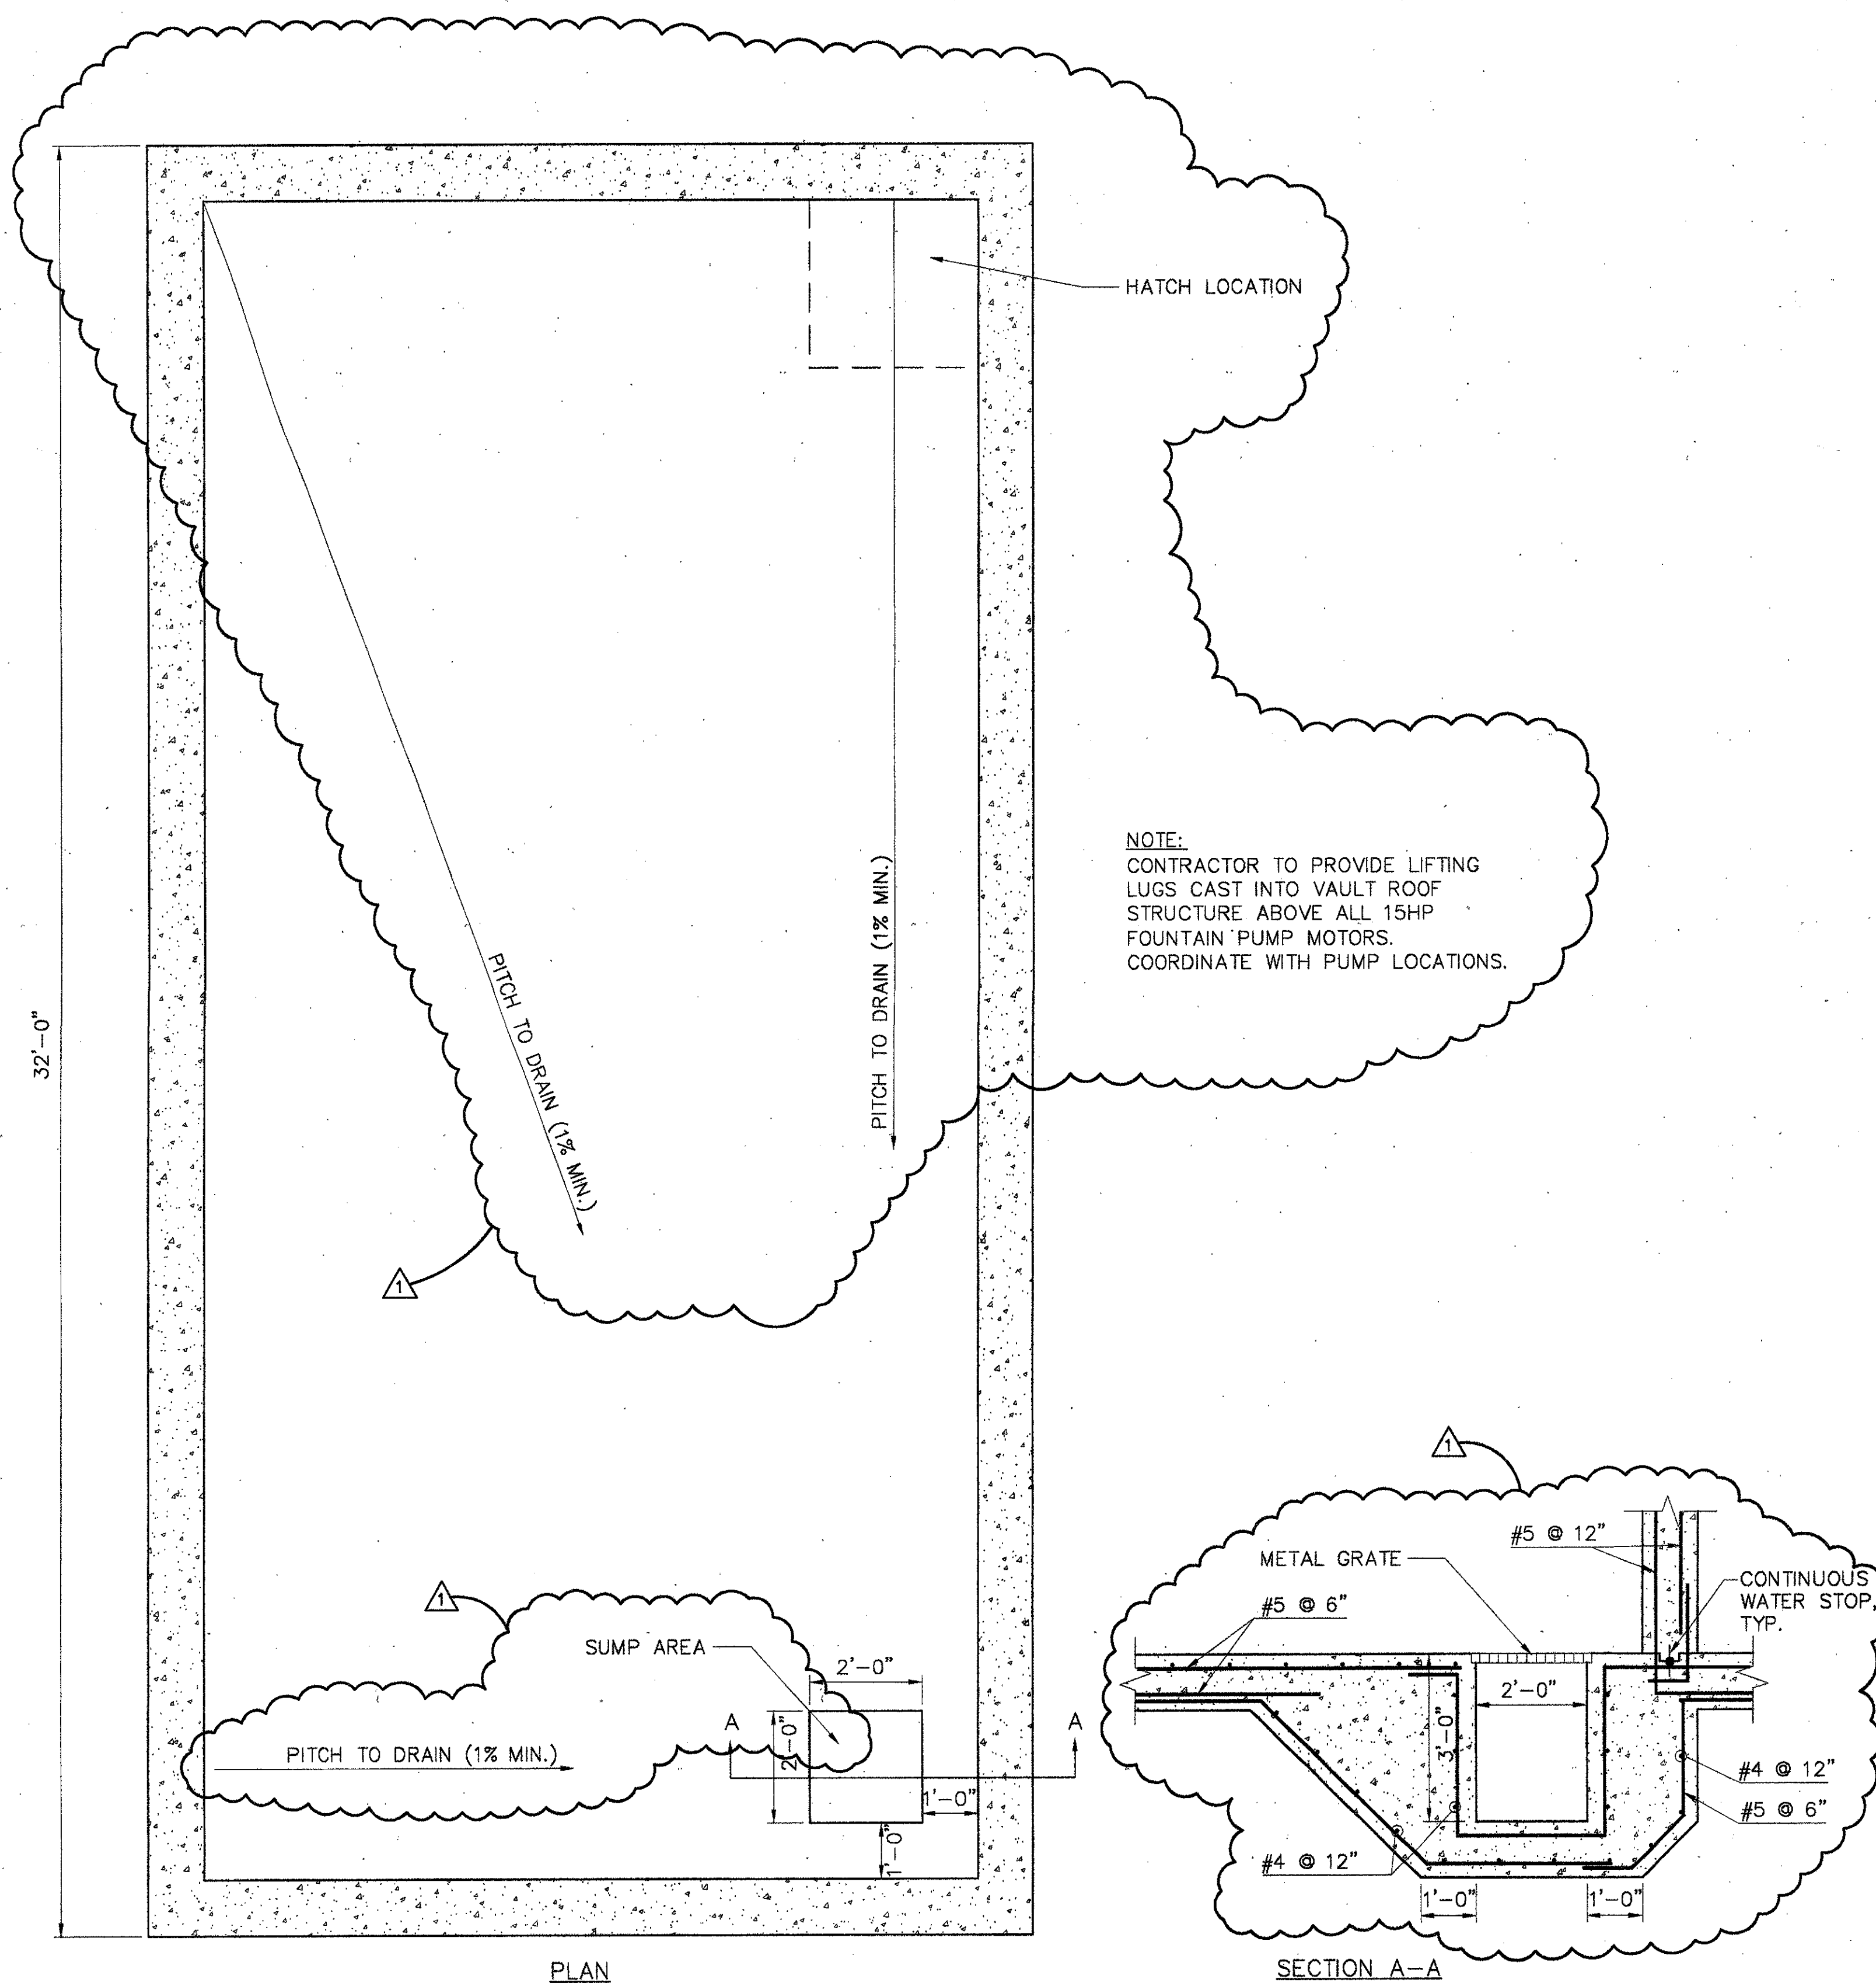 HATCH LOCATION
32'-0"
NOTE:
CONTRACTOR TO PROVIDE LIFTING
LUGS CAST INTO VAULT ROOF
STRUCTURE ABOVE ALL 15HP
FOUNTAIN PUMP MOTORS.
COORDINATE WITH PUMP LOCATIONS.
PITCH TO DRAIN (1% MIN.)
PITCH TO DRAIN (1% MIN.)
1
1
SUMP AREA
2'-0"
2'-0"
A
A
PITCH TO DRAIN (1% MIN.)
1'-0"
1'-0"
PLAN
1
#5 @ 12"
METAL GRATE
CONTINUOUS
WATER STOP,
TYP.
#5 @ 6"
2'-0"
3'-0"
#4 @ 12"
#5 @ 6"
#4 @ 12"
1'-0"
1'-0"
SECTION A-A